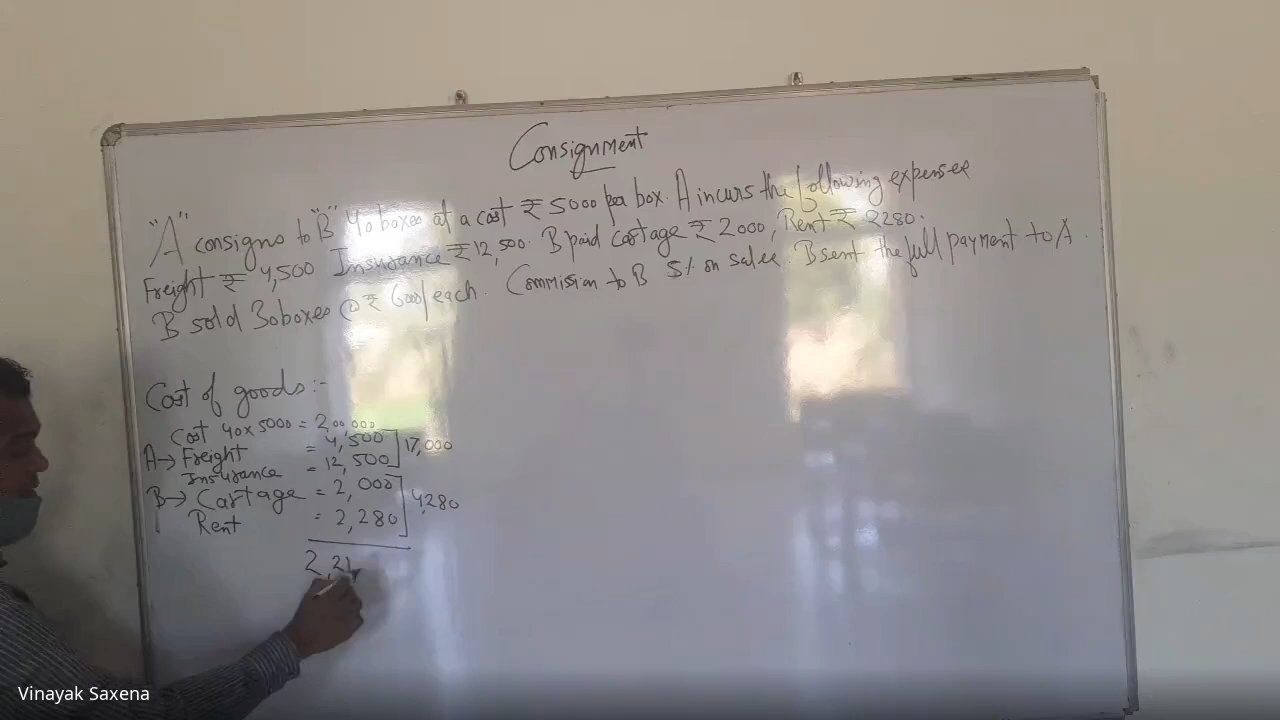 Consignment
"A" consigns to "B" 40 boxes at a cost ₹ 5000 per box. A incurs the following expenses
Freight ₹ 4,500 Insurance ₹ 12,500. B paid cartage ₹ 2000, Rent ₹ 2280.
B sold 30 boxes @ ₹ 6000/each. Commission to B 5% on sales. B sent the full payment to A.
Cost of goods:-
Cost 40 x 5000 = 2,00,000
A→ Freight = 4,500
Insurance = 12,500 ] 17,000
B→ Cartage = 2,000
Rent = 2,280 ] 4,280
2,21,
Vinayak Saxena